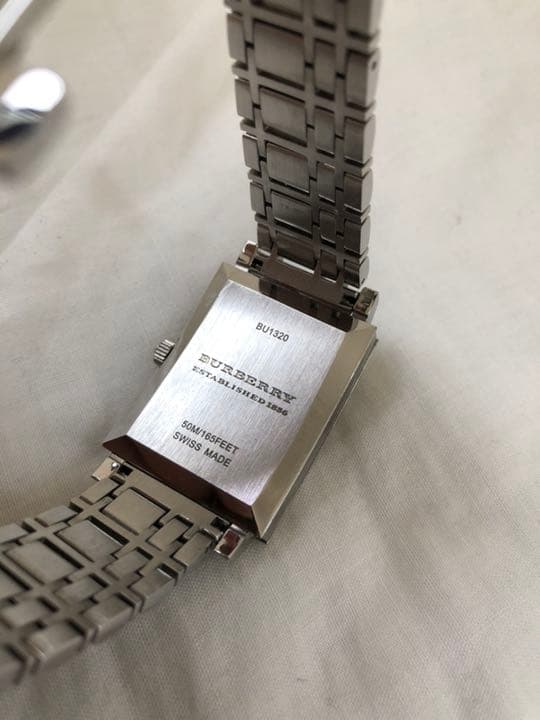 BU1320
BURBERRY
ESTABLISHED 1856
50M/165FEET
SWISS MADE